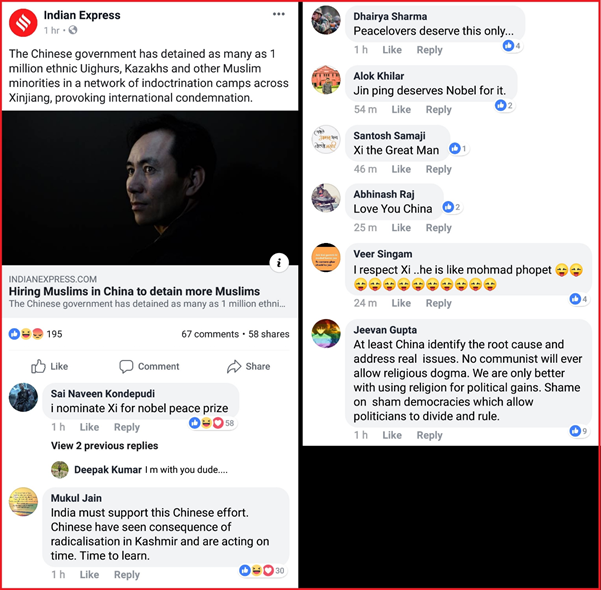 Indian Express
1 hr
The Chinese government has detained as many as 1
million ethnic Uighurs, Kazakhs and other Muslim
minorities in a network of indoctrination camps across
Xinjiang, provoking international condemnation.
INDIANEXPRESS.COM
Hiring Muslims in China to detain more Muslims
The Chinese government has detained as many as 1 million ethni...
195
67 comments • 58 shares
Like Comment Share
Sai Naveen Kondepudi
i nominate Xi for nobel peace prize
1 h Like Reply 58
View 2 previous replies
Deepak Kumar I m with you dude....
Mukul Jain
India must support this Chinese effort.
Chinese have seen consequence of
radicalisation in Kashmir and are acting on
time. Time to learn.
1 h Like Reply 30
Dhairya Sharma
Peacelovers deserve this only...
1 h Like Reply 4
Alok Khilar
Jin ping deserves Nobel for it.
54 m Like Reply 2
Santosh Samaji
Xi the Great Man 1
46 m Like Reply
Abhinash Raj
Love You China 2
25 m Like Reply
Veer Singam
I respect Xi ..he is like mohmad phopet
24 m Like Reply 4
Jeevan Gupta
At least China identify the root cause and
address real issues. No communist will ever
allow religious dogma. We are only better
with using religion for political gains. Shame
on sham democracies which allow
politicians to divide and rule.
1 h Like Reply 9